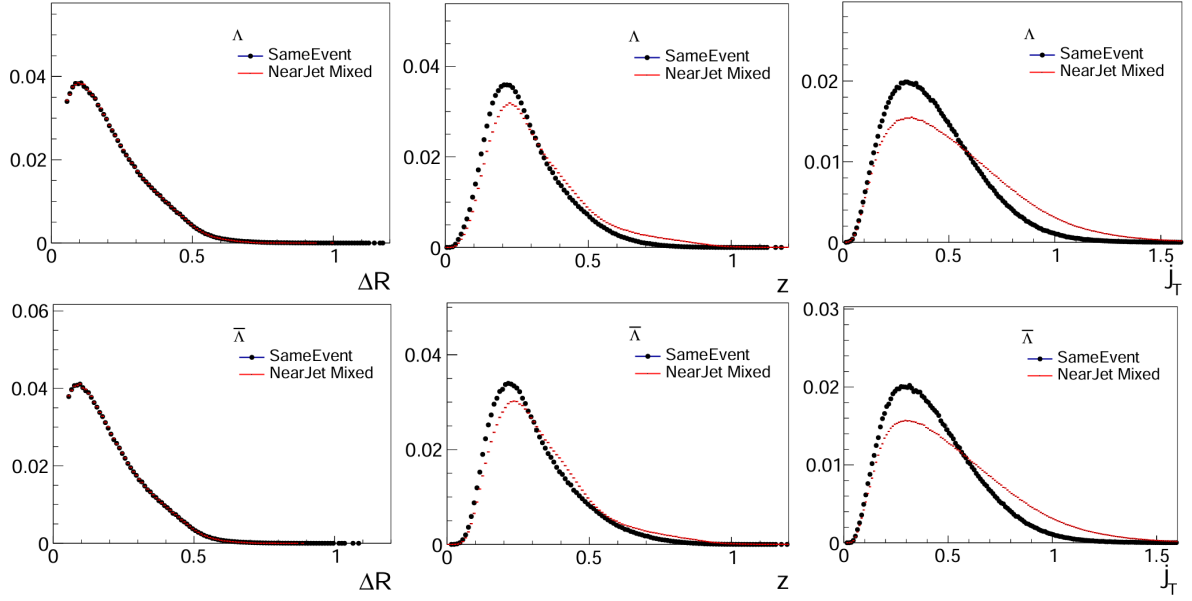 Λ
SameEvent
NearJet Mixed
0.04
0.02
0
0
0.5
1
ΔR
Λ
SameEvent
NearJet Mixed
0.04
0.02
0
0
0.5
1
z
Λ
SameEvent
NearJet Mixed
0.02
0.01
0
0
0.5
1
1.5
j_T
Λ̅
SameEvent
NearJet Mixed
0.06
0.04
0.02
0
0
0.5
1
ΔR
Λ̅
SameEvent
NearJet Mixed
0.04
0.02
0
0
0.5
1
z
Λ̅
SameEvent
NearJet Mixed
0.03
0.02
0.01
0
0
0.5
1
1.5
j_T